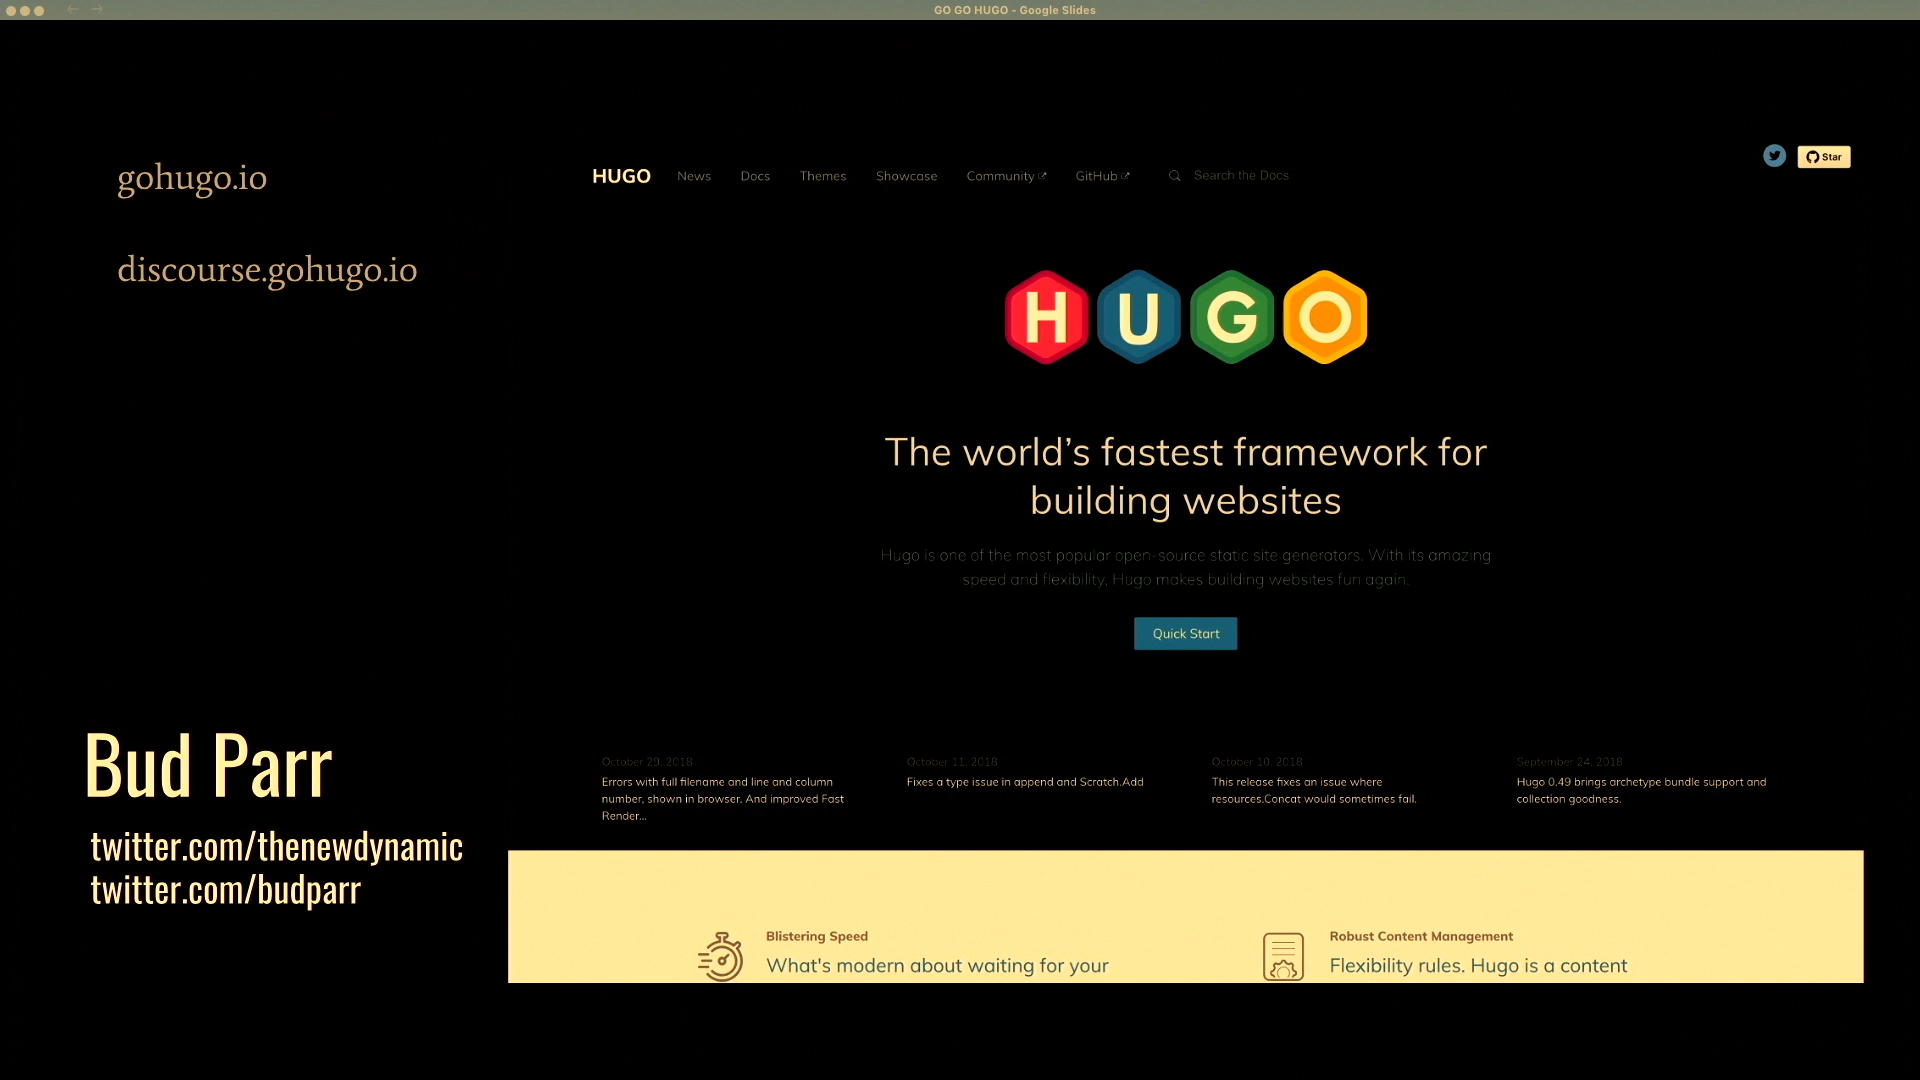 GO GO HUGO - Google Slides
gohugo.io
discourse.gohugo.io
HUGO News Docs Themes Showcase Community GitHub Search the Docs
Star
HUGO
The world’s fastest framework for
building websites
Hugo is one of the most popular open-source static site generators. With its amazing
speed and flexibility, Hugo makes building websites fun again.
Quick Start
October 29, 2018
Errors with full filename and line and column
number, shown in browser. And improved Fast
Render...
October 11, 2018
Fixes a type issue in append and Scratch.Add
October 10, 2018
This release fixes an issue where
resources.Concat would sometimes fail.
September 24, 2018
Hugo 0.49 brings archetype bundle support and
collection goodness.
Bud Parr
twitter.com/thenewdynamic
twitter.com/budparr
Blistering Speed
What's modern about waiting for your
Robust Content Management
Flexibility rules. Hugo is a content